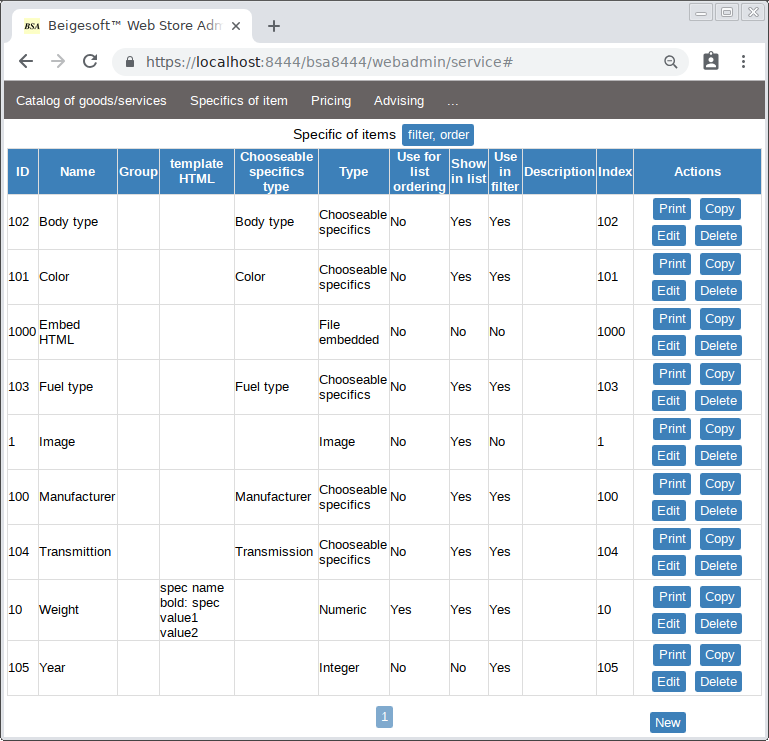 BSA Beigesoft™ Web Store Adm
https://localhost:8444/bsa8444/webadmin/service#
Catalog of goods/services Specifics of item Pricing Advising ...
Specific of items filter, order
ID Name Group template HTML Chooseable specifics type Type Use for list ordering Show in list Use in filter Description Index Actions
102 Body type Body type Chooseable specifics No Yes Yes 102 Print Copy Edit Delete
101 Color Color Chooseable specifics No Yes Yes 101 Print Copy Edit Delete
1000 Embed HTML File embedded No No No 1000 Print Copy Edit Delete
103 Fuel type Fuel type Chooseable specifics No Yes Yes 103 Print Copy Edit Delete
1 Image Image No Yes No 1 Print Copy Edit Delete
100 Manufacturer Manufacturer Chooseable specifics No Yes Yes 100 Print Copy Edit Delete
104 Transmittion Transmission Chooseable specifics No Yes Yes 104 Print Copy Edit Delete
10 Weight spec name bold: spec value1 value2 Numeric Yes Yes Yes 10 Print Copy Edit Delete
105 Year Integer No No Yes 105 Print Copy Edit Delete
1
New